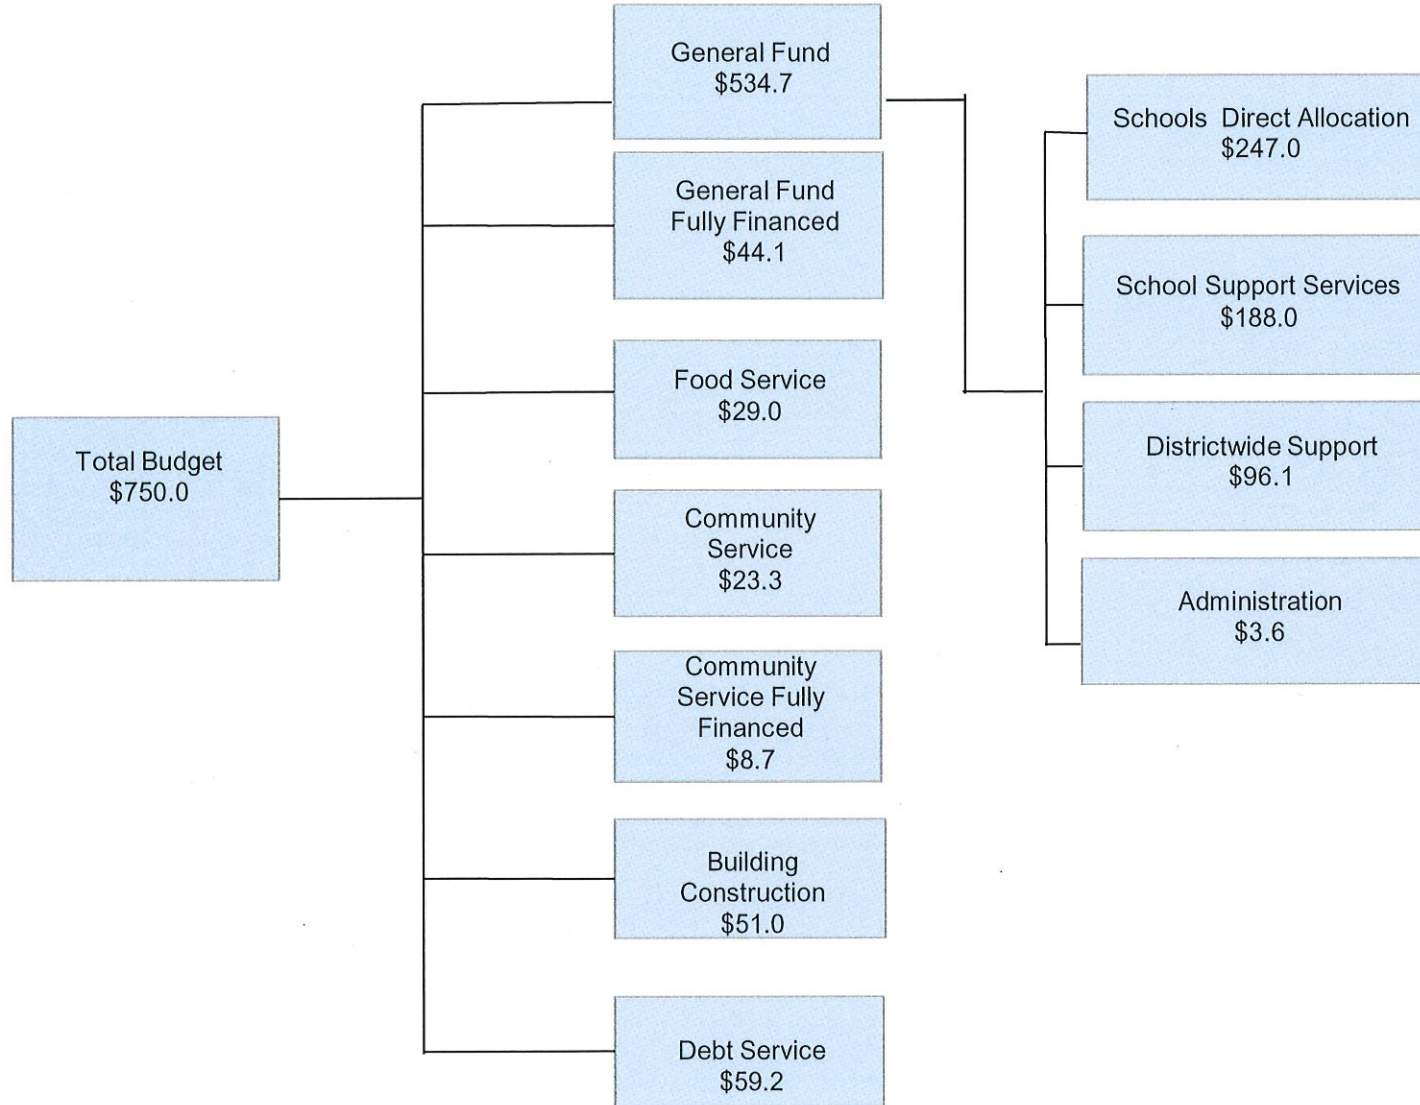 Total Budget
$750.0
General Fund
$534.7
General Fund
Fully Financed
$44.1
Food Service
$29.0
Community
Service
$23.3
Community
Service Fully
Financed
$8.7
Building
Construction
$51.0
Debt Service
$59.2
Schools Direct Allocation
$247.0
School Support Services
$188.0
Districtwide Support
$96.1
Administration
$3.6